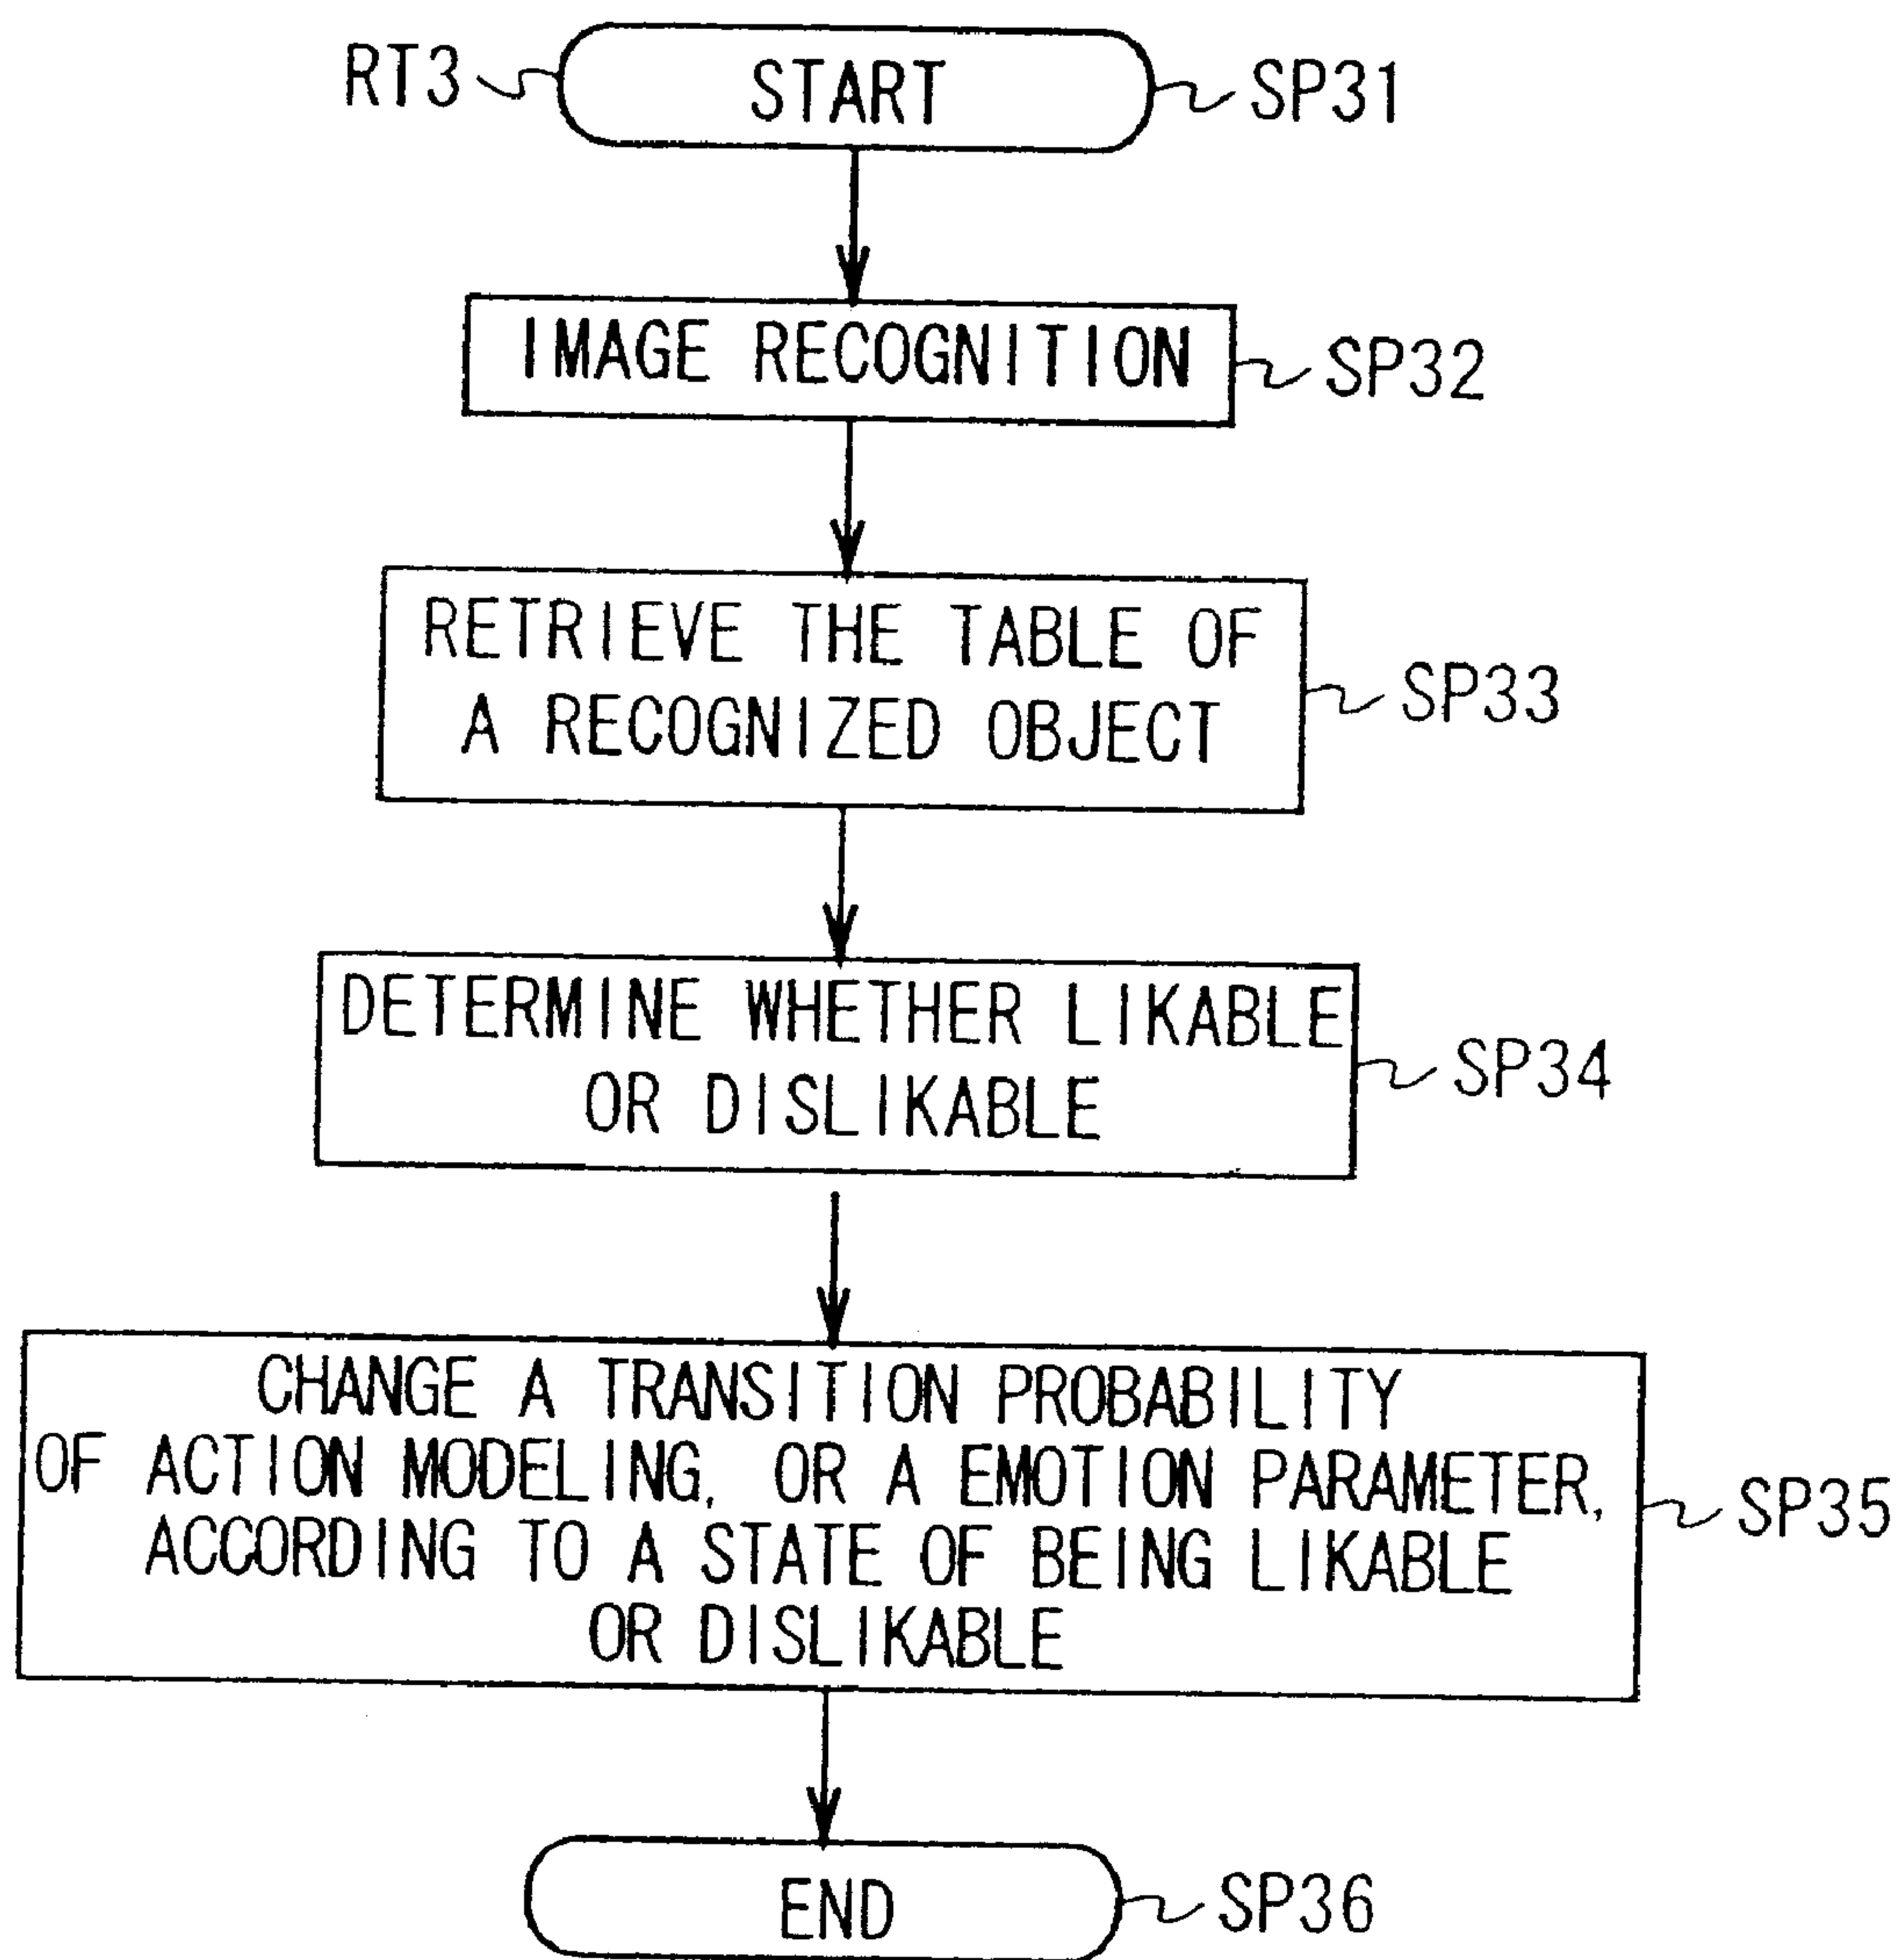 RT3 START SP31
IMAGE RECOGNITION SP32
RETRIEVE THE TABLE OF
A RECOGNIZED OBJECT
SP33
DETERMINE WHETHER LIKABLE
OR DISLIKABLE
SP34
CHANGE A TRANSITION PROBABILITY
OF ACTION MODELING, OR A EMOTION PARAMETER,
ACCORDING TO A STATE OF BEING LIKABLE
OR DISLIKABLE
SP35
END SP36